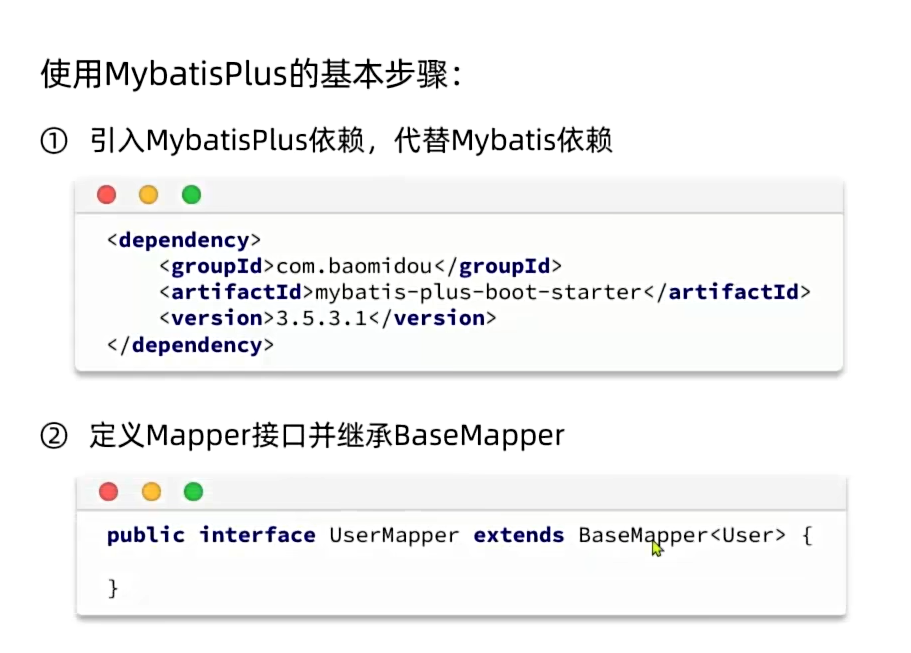 使用MybatisPlus的基本步骤：
① 引入MybatisPlus依赖，代替Mybatis依赖
<dependency>
    <groupId>com.baomidou</groupId>
    <artifactId>mybatis-plus-boot-starter</artifactId>
    <version>3.5.3.1</version>
</dependency>
② 定义Mapper接口并继承BaseMapper
public interface UserMapper extends BaseMapper<User> {
}